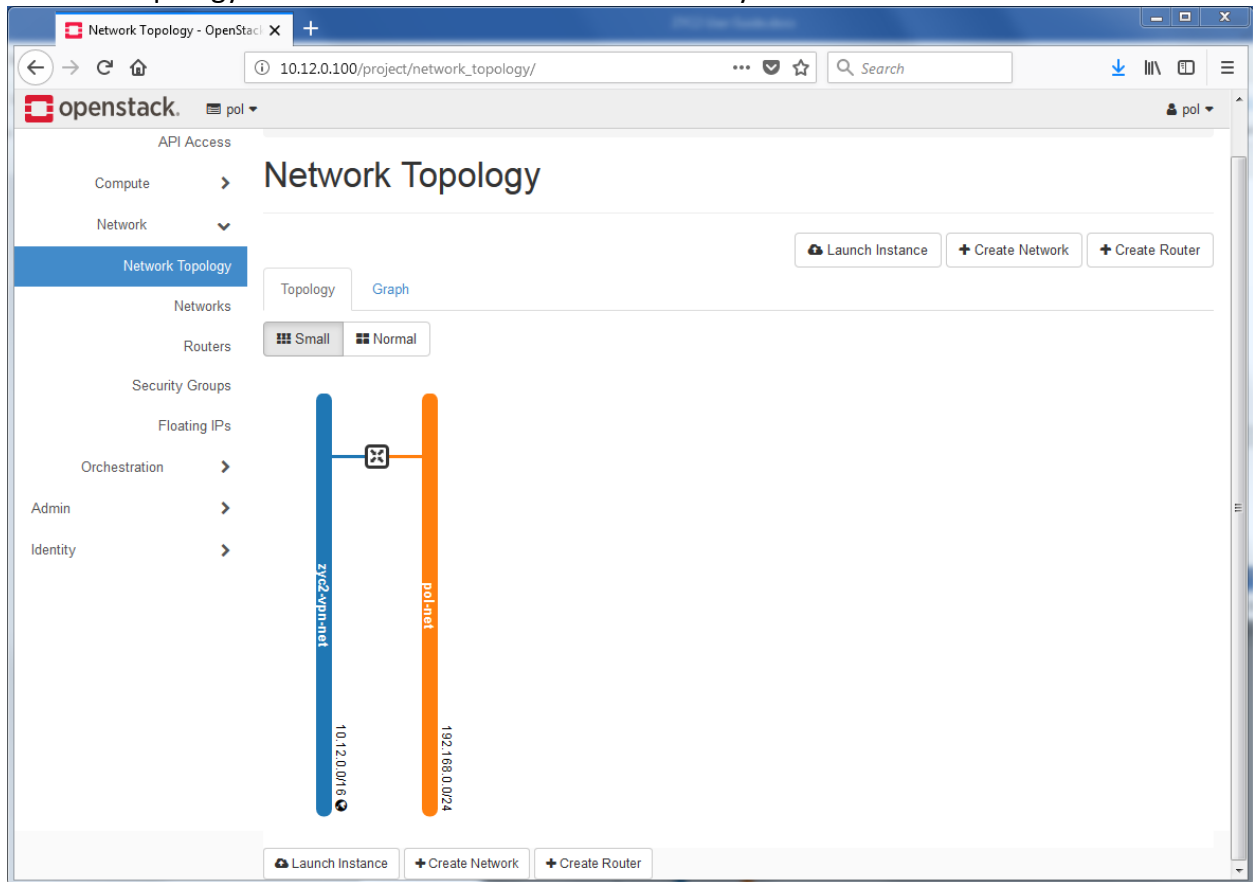 Network Topology - OpenStac
10.12.0.100/project/network_topology/
Search
openstack.
pol
pol
API Access
Compute
Network
Network Topology
Networks
Routers
Security Groups
Floating IPs
Orchestration
Admin
Identity
Network Topology
Launch Instance
Create Network
Create Router
Topology
Graph
Small
Normal
zyc2-vpn-net
10.12.0.0/16
pol-net
192.168.0.0/24
Launch Instance
Create Network
Create Router